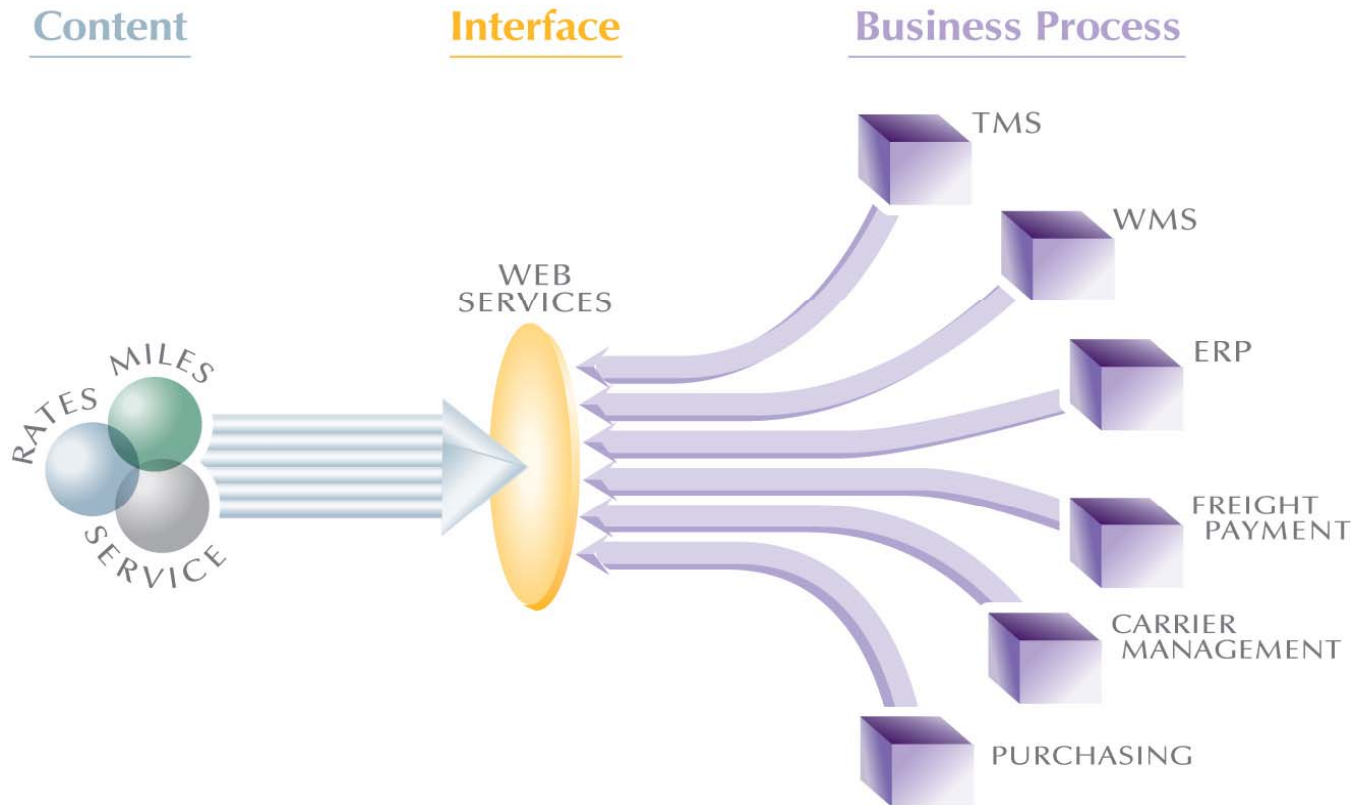 Content
Interface
Business Process
TMS
WMS
WEB
SERVICES
ERP
RATES MILES
SERVICE
FREIGHT
PAYMENT
CARRIER
MANAGEMENT
PURCHASING